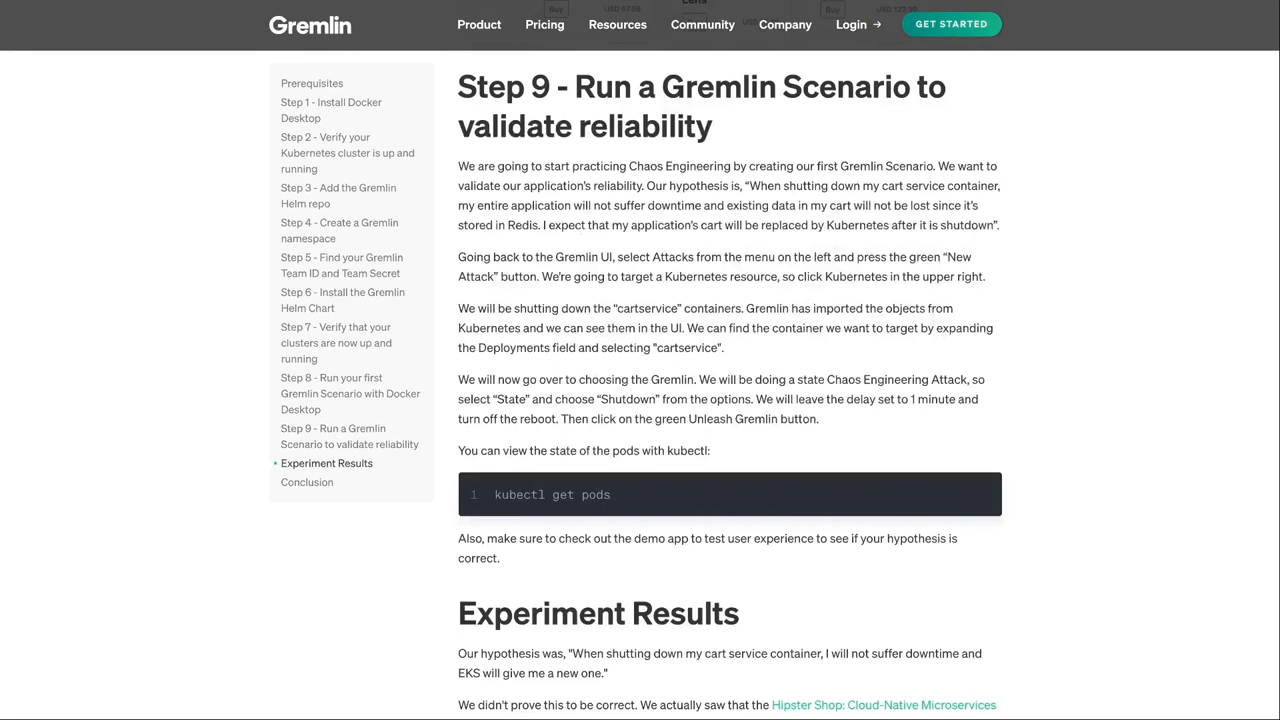 Buy
USD 67.99
Lens
Buy
USD 123.99
Gremlin
Product
Pricing
Resources
Community
Company
Login →
GET STARTED
Prerequisites
Step 1 - Install Docker
Desktop
Step 2 - Verify your
Kubernetes cluster is up and
running
Step 3 - Add the Gremlin
Helm repo
Step 4 - Create a Gremlin
namespace
Step 5 - Find your Gremlin
Team ID and Team Secret
Step 6 - Install the Gremlin
Helm Chart
Step 7 - Verify that your
clusters are now up and
running
Step 8 - Run your first
Gremlin Scenario with Docker
Desktop
Step 9 - Run a Gremlin
Scenario to validate reliability
Experiment Results
Conclusion
Step 9 - Run a Gremlin Scenario to
validate reliability
We are going to start practicing Chaos Engineering by creating our first Gremlin Scenario. We want to
validate our application's reliability. Our hypothesis is, “When shutting down my cart service container,
my entire application will not suffer downtime and existing data in my cart will not be lost since it's
stored in Redis. I expect that my application's cart will be replaced by Kubernetes after it is shutdown”.
Going back to the Gremlin UI, select Attacks from the menu on the left and press the green “New
Attack” button. We're going to target a Kubernetes resource, so click Kubernetes in the upper right.
We will be shutting down the “cartservice” containers. Gremlin has imported the objects from
Kubernetes and we can see them in the UI. We can find the container we want to target by expanding
the Deployments field and selecting "cartservice".
We will now go over to choosing the Gremlin. We will be doing a state Chaos Engineering Attack, so
select “State” and choose “Shutdown” from the options. We will leave the delay set to 1 minute and
turn off the reboot. Then click on the green Unleash Gremlin button.
You can view the state of the pods with kubectl:
1 kubectl get pods
Also, make sure to check out the demo app to test user experience to see if your hypothesis is
correct.
Experiment Results
Our hypothesis was, "When shutting down my cart service container, I will not suffer downtime and
EKS will give me a new one."
We didn't prove this to be correct. We actually saw that the Hipster Shop: Cloud-Native Microservices